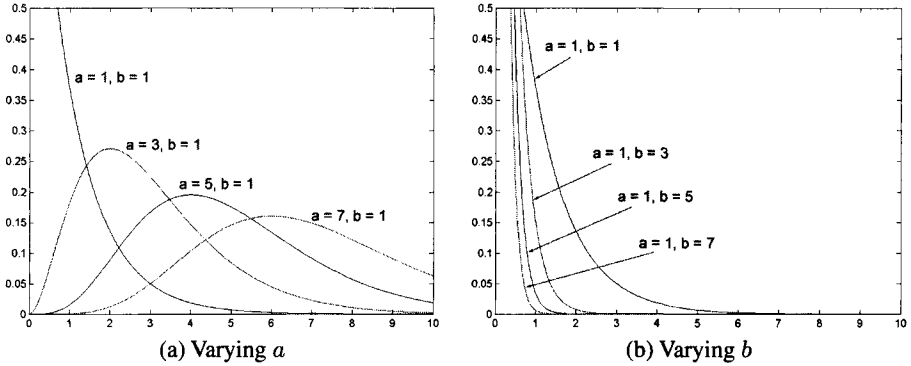 0.5
0.45
0.4
0.35
0.3
0.25
0.2
0.15
0.1
0.05
0
a = 1, b = 1
a = 3, b = 1
a = 5, b = 1
a = 7, b = 1
0 1 2 3 4 5 6 7 8 9 10
(a) Varying a
0.5
0.45
0.4
0.35
0.3
0.25
0.2
0.15
0.1
0.05
0
a = 1, b = 1
a = 1, b = 3
a = 1, b = 5
a = 1, b = 7
0 1 2 3 4 5 6 7 8 9 10
(b) Varying b